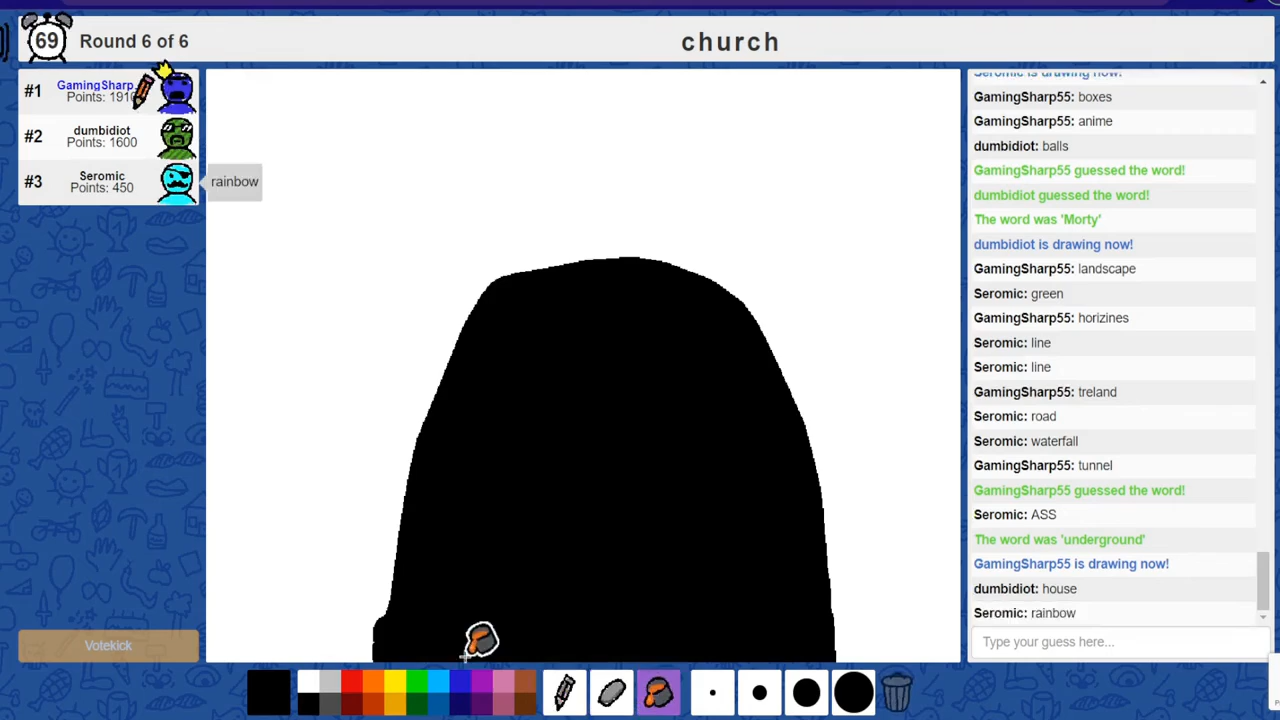 69
Round 6 of 6
church
#1
GamingSharp
Points: 1910
#2
dumbidiot
Points: 1600
#3
Seromic
Points: 450
rainbow
Votekick
Seromic is drawing now!
GamingSharp55: boxes
GamingSharp55: anime
dumbidiot: balls
GamingSharp55 guessed the word!
dumbidiot guessed the word!
The word was 'Morty'
dumbidiot is drawing now!
GamingSharp55: landscape
Seromic: green
GamingSharp55: horizines
Seromic: line
Seromic: line
GamingSharp55: treland
Seromic: road
Seromic: waterfall
GamingSharp55: tunnel
GamingSharp55 guessed the word!
Seromic: ASS
The word was 'underground'
GamingSharp55 is drawing now!
dumbidiot: house
Seromic: rainbow
Type your guess here...